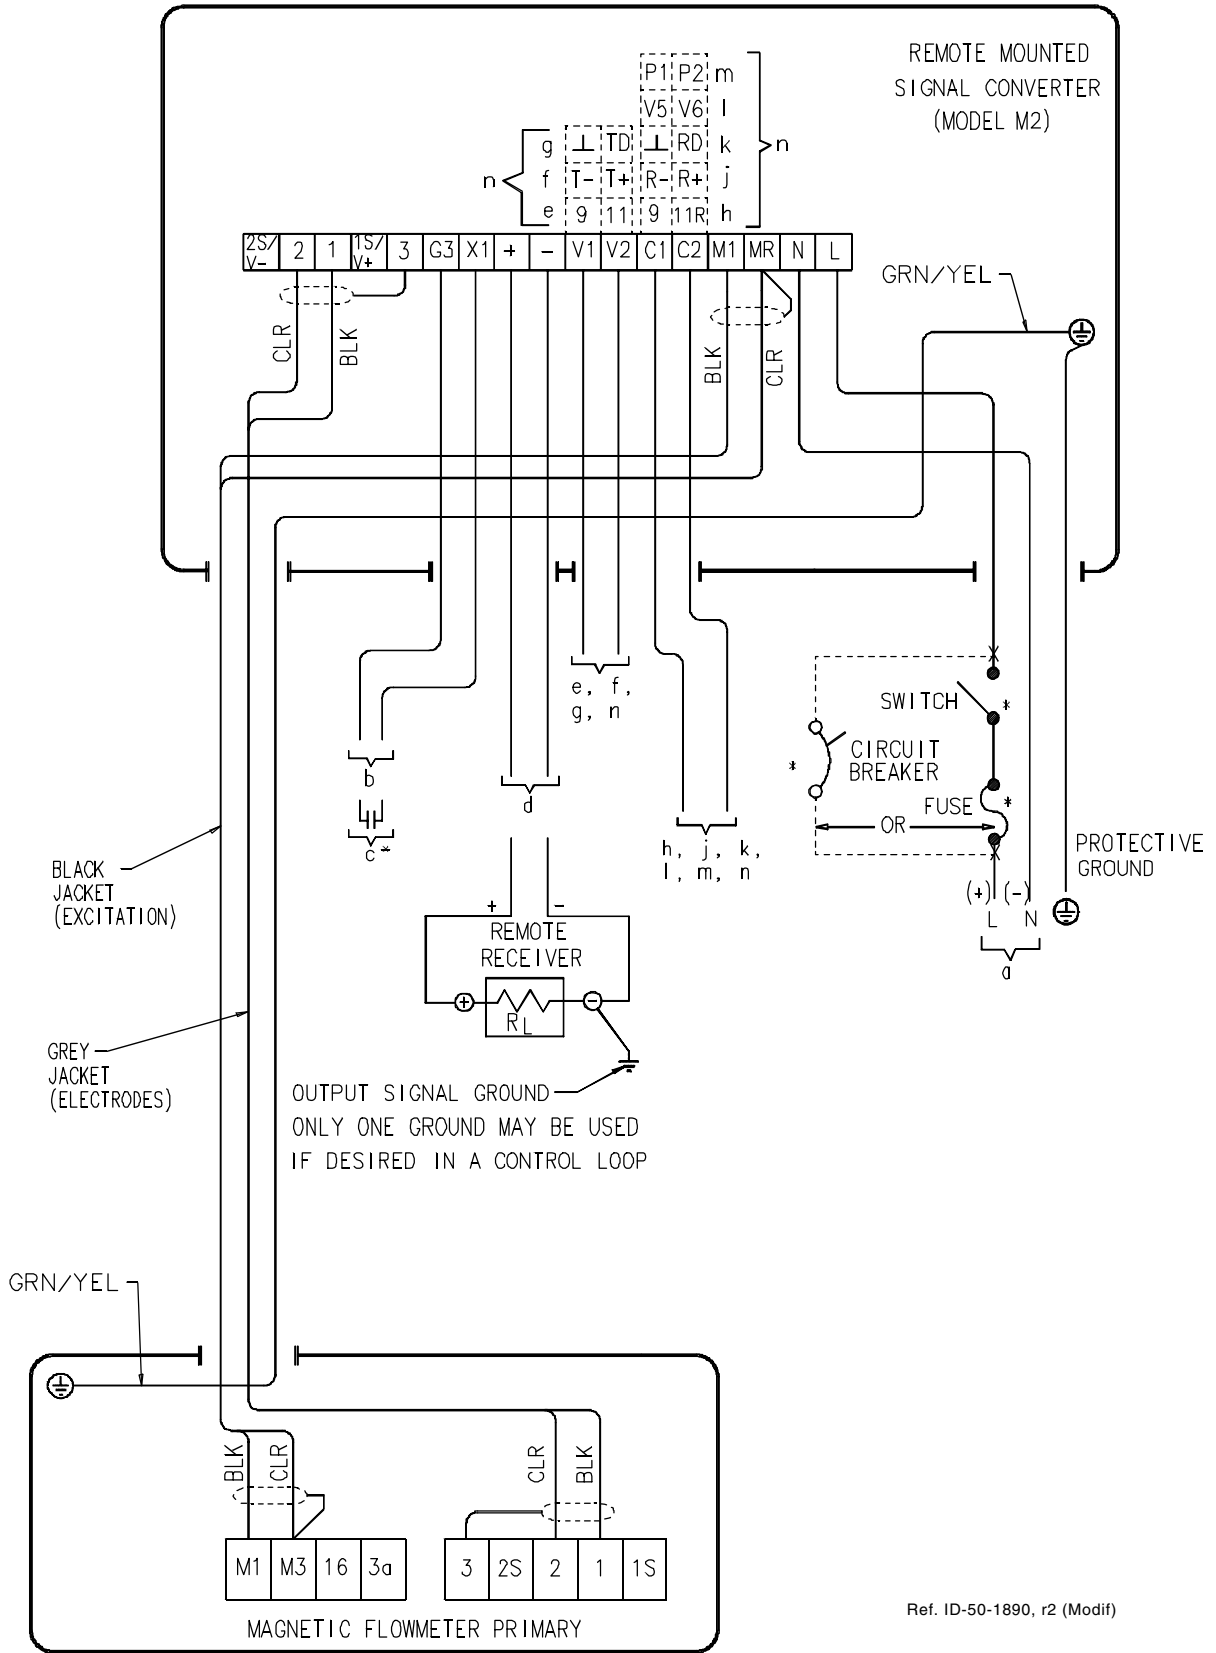 REMOTE MOUNTED
SIGNAL CONVERTER
(MODEL M2)
P1 P2 m
V5 V6 l
g ⊥ TD ⊥ RD k
n n
f T- T+ R- R+ j
e 9 11 9 11R h
2S/V- 2 1 1S/V+ 3 G3 X1 + - V1 V2 C1 C2 M1 MR N L
GRN/YEL
CLR
BLK
BLK
CLR
e, f,
g, n
SWITCH *
b
* CIRCUIT
BREAKER
d
FUSE *
OR
c *
h, j, k,
l, m, n
PROTECTIVE
GROUND
BLACK
JACKET
(EXCITATION)
(+) (-)
L N
a
+ -
REMOTE
RECEIVER
+ -
RL
GREY
JACKET
(ELECTRODES)
OUTPUT SIGNAL GROUND
ONLY ONE GROUND MAY BE USED
IF DESIRED IN A CONTROL LOOP
GRN/YEL
BLK
CLR
CLR
BLK
M1 M3 16 3a
3 2S 2 1 1S
MAGNETIC FLOWMETER PRIMARY
Ref. ID-50-1890, r2 (Modif)